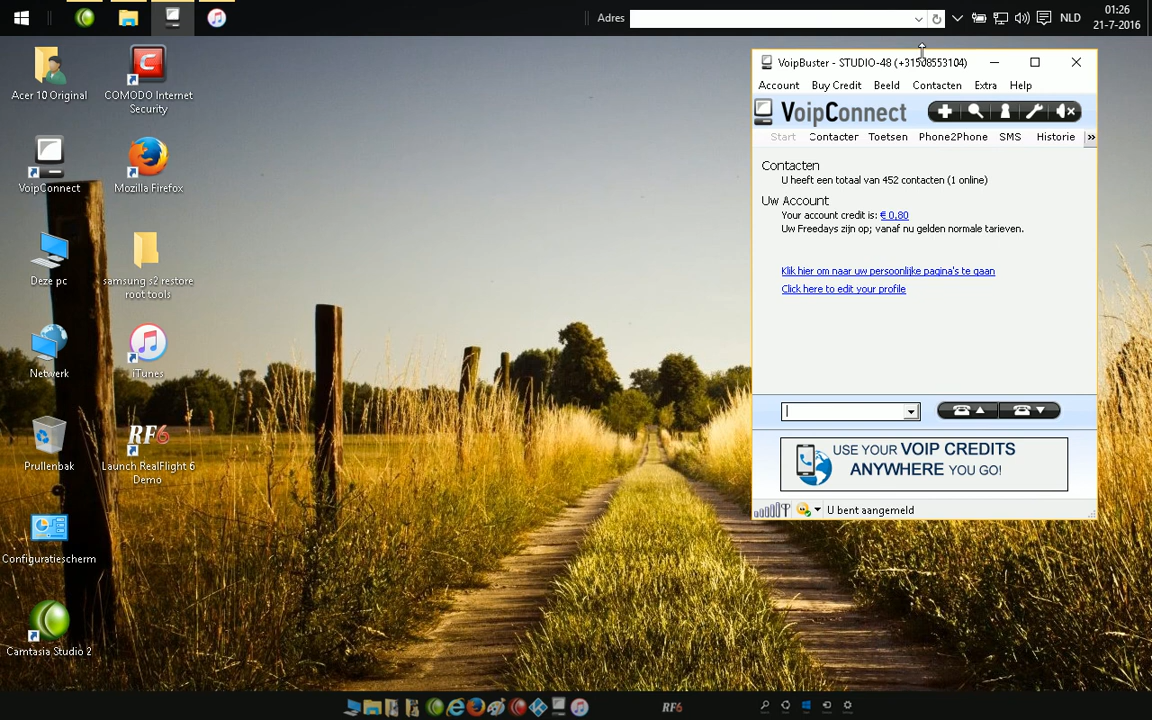 Adres
NLD
01:26
21-7-2016
Acer 10 Original
COMODO Internet
Security
VoipConnect
Mozilla Firefox
Deze pc
samsung s2 restore
root tools
Netwerk
iTunes
Prullenbak
RF6
Launch RealFlight 6
Demo
Configuratiescherm
Camtasia Studio 2
VoipBuster - STUDIO-48
Account Buy Credit Beeld Contacten Extra Help
VoipConnect
Start Contacter Toetsen Phone2Phone SMS Historie »
Contacten
U heeft een totaal van 452 contacten (1 online)
Uw Account
Your account credit is: € 0,80
Uw Freedays zijn op; vanaf nu gelden normale tarieven.
Klik hier om naar uw persoonlijke pagina's te gaan
Click here to edit your profile
USE YOUR VOIP CREDITS
ANYWHERE YOU GO!
U bent aangemeld
RF6